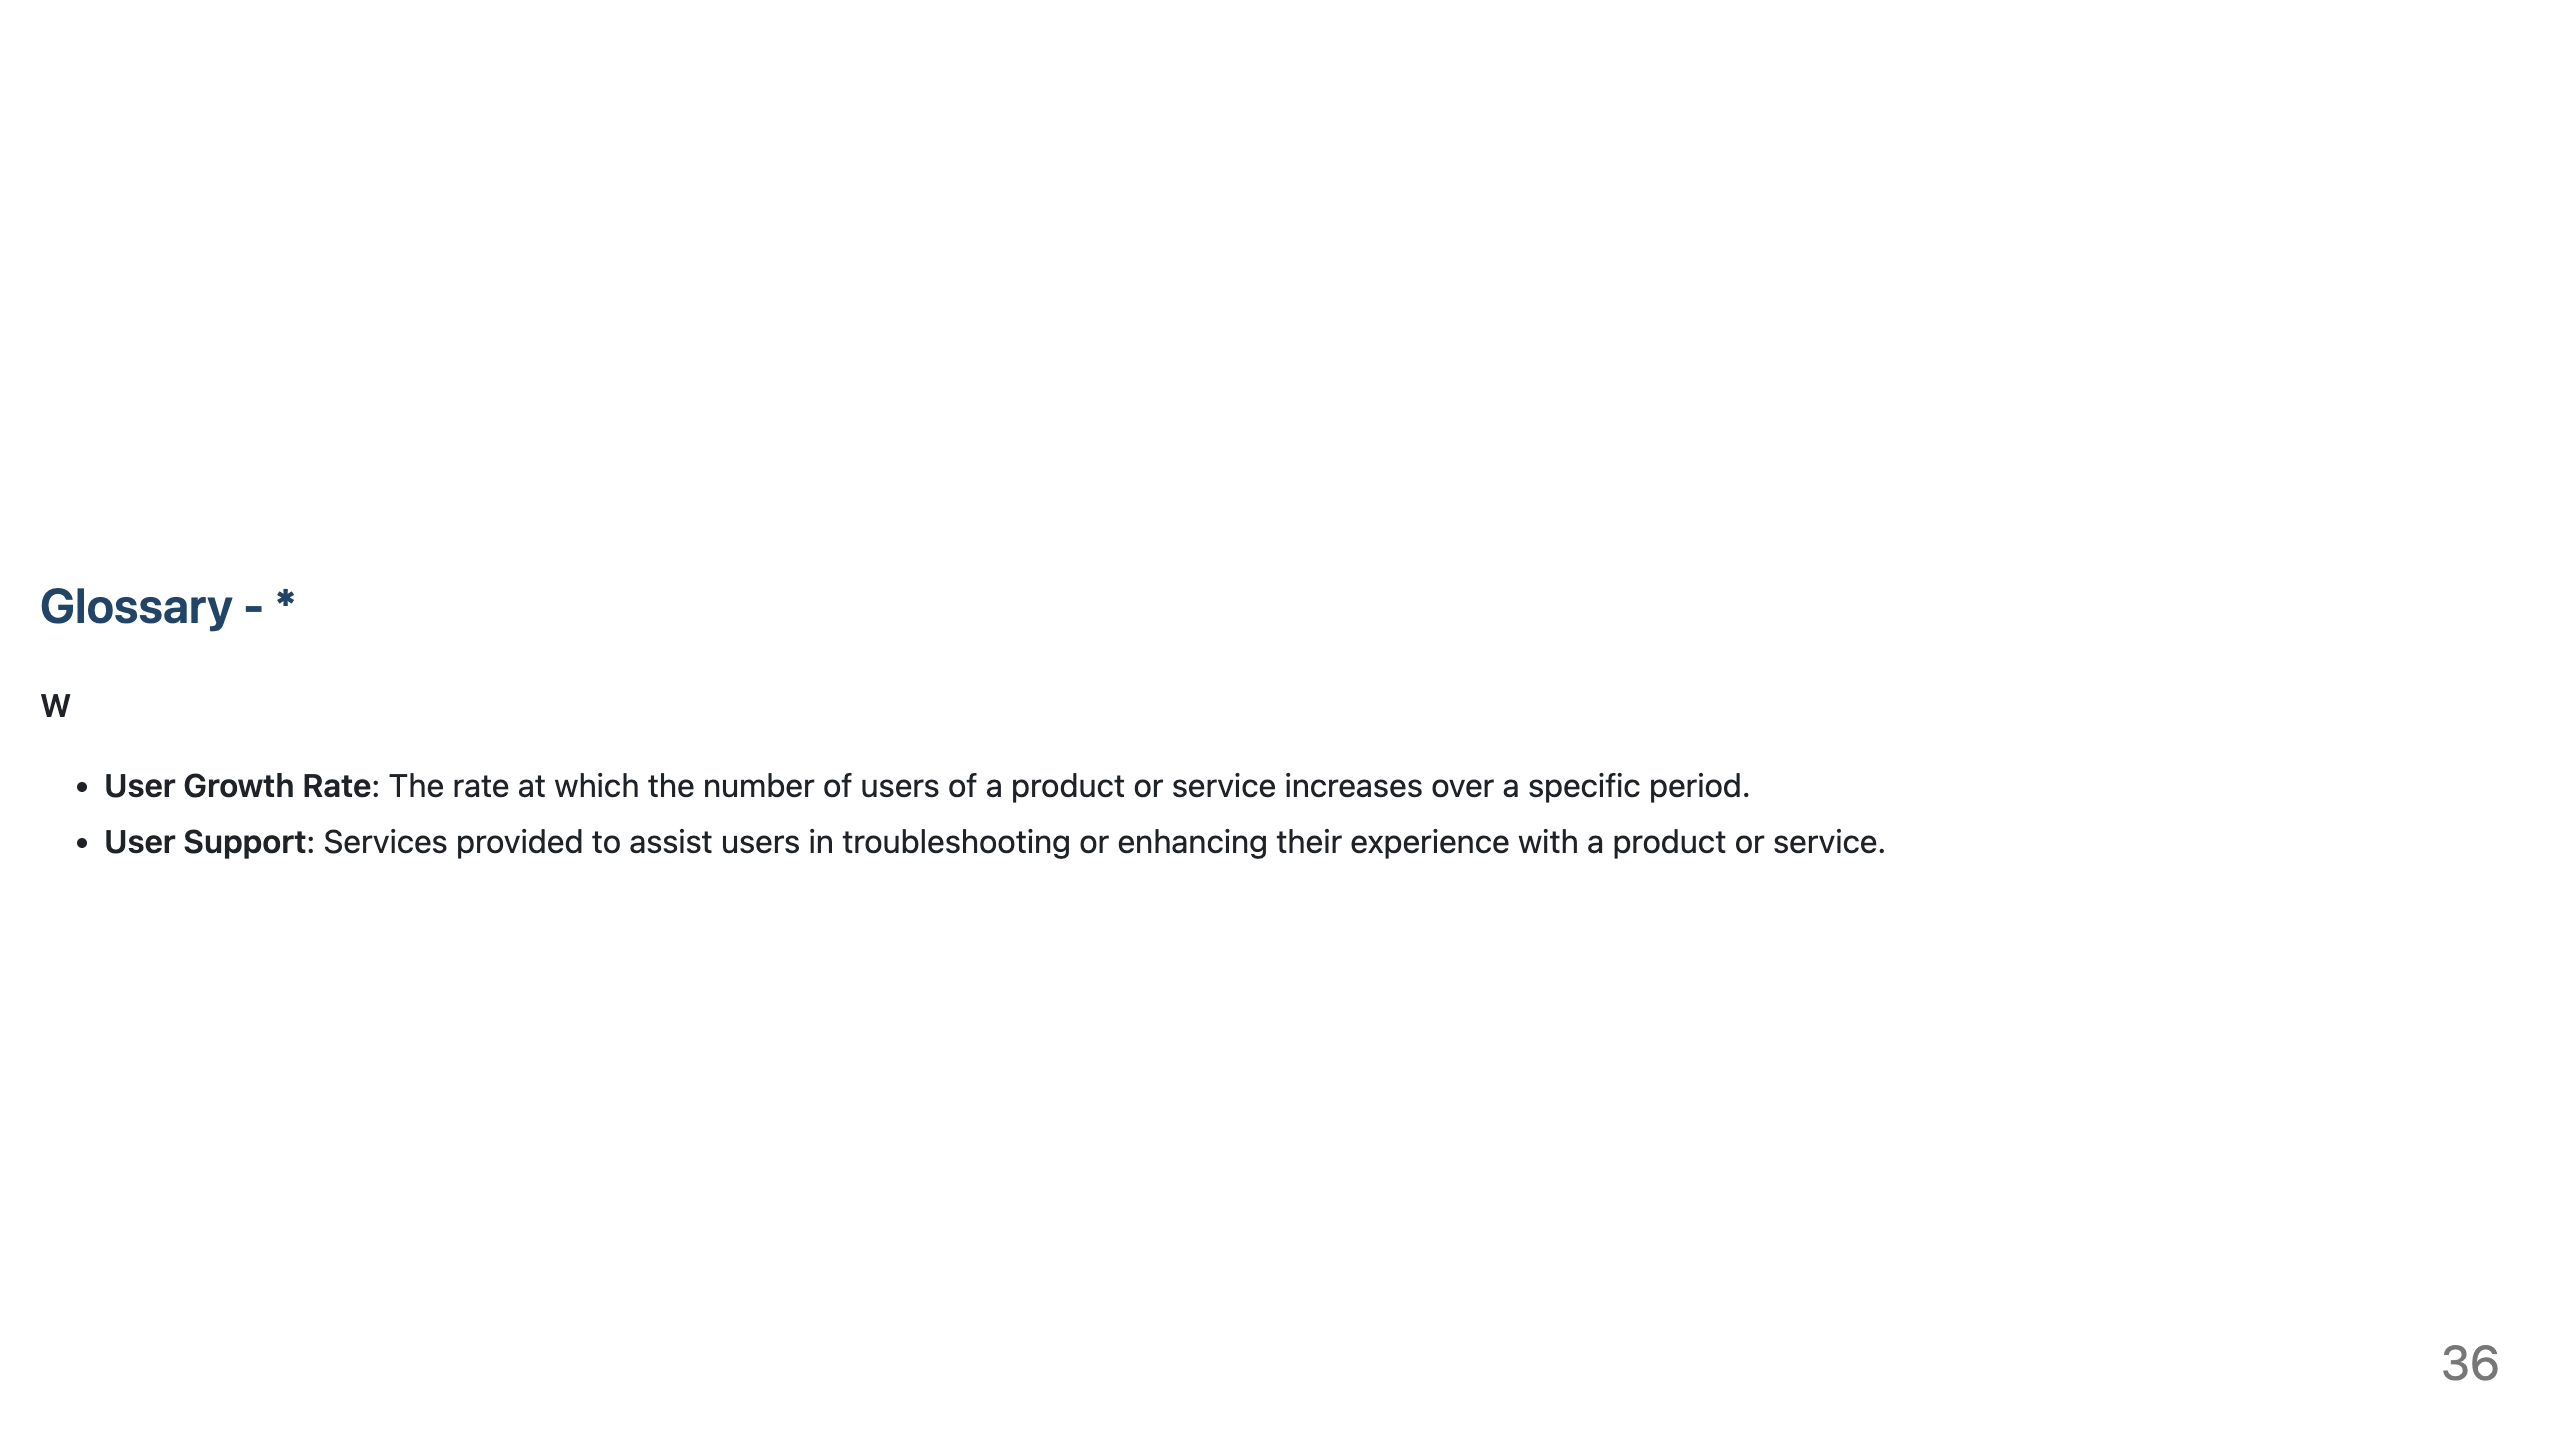 Glossary - *
W
• User Growth Rate: The rate at which the number of users of a product or service increases over a specific period.
• User Support: Services provided to assist users in troubleshooting or enhancing their experience with a product or service.
36